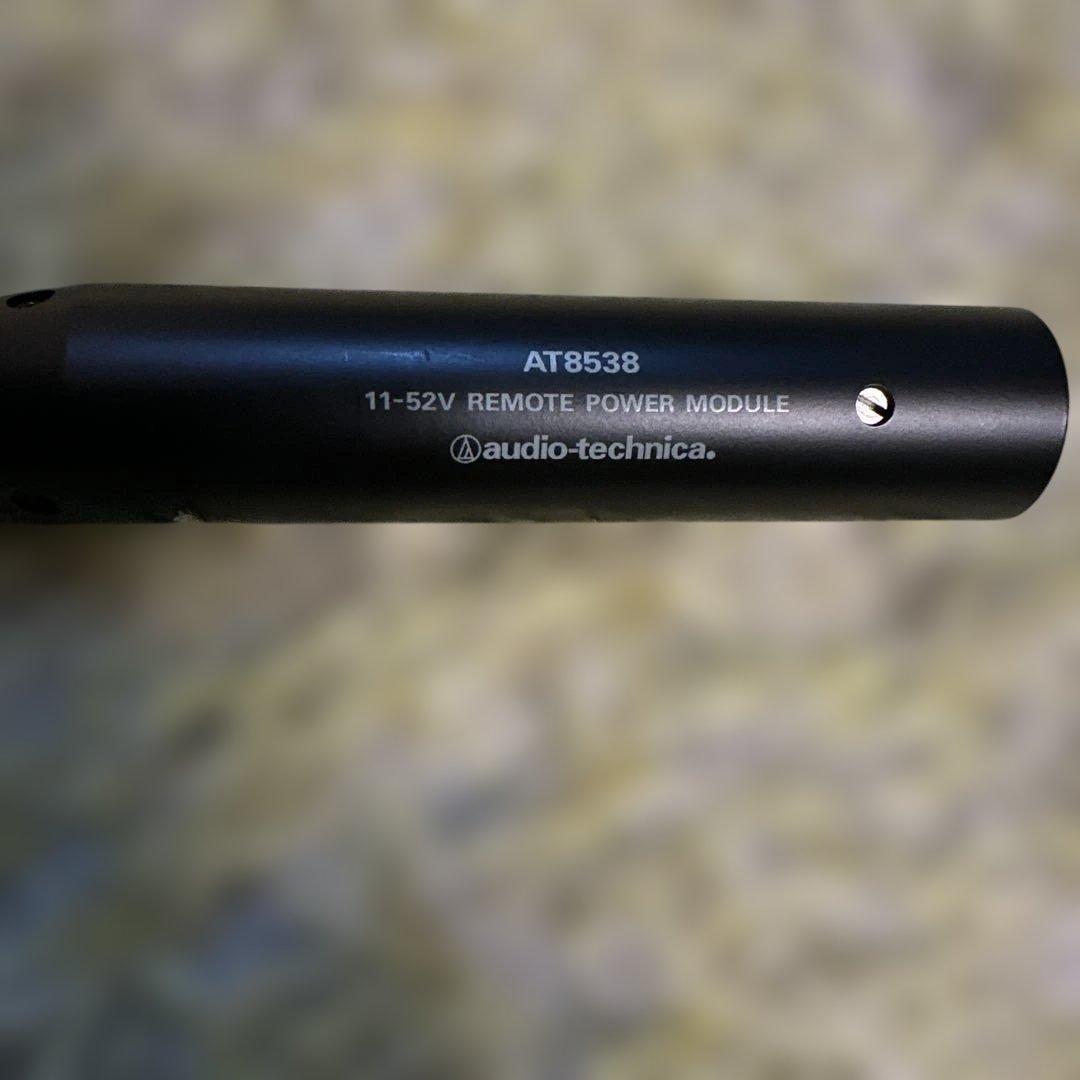 AT8538
11-52V REMOTE POWER MODULE
audio-technica.